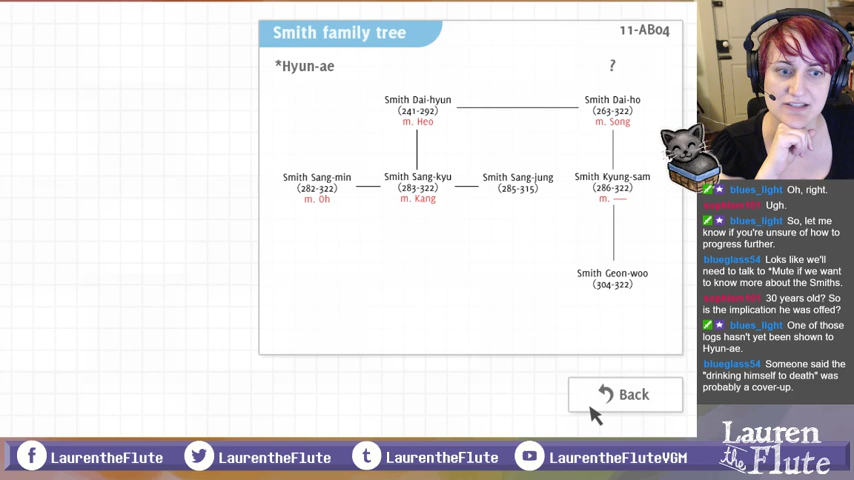 Smith family tree
11-AB04
*Hyun-ae
?
Smith Dai-hyun
(241-292)
m. Heo
Smith Dai-ho
(263-322)
m. Song
Smith Sang-min
(282-322)
m. Oh
Smith Sang-kyu
(283-322)
m. Kang
Smith Sang-jung
(285-315)
Smith Kyung-sam
(286-322)
m. —
Smith Geon-woo
(304-322)
Back
blues_light Oh, right.
Ugh.
blues_light So, let me
know if you're unsure of how to
progress further.
blueglass54 Loks like we'll
need to talk to *Mute if we want
to know more about the Smiths.
30 years old? So
is the implication he was offed?
blues_light One of those
logs hasn't yet been shown to
Hyun-ae.
blueglass54 Someone said the
"drinking himself to death" was
probably a cover-up.
LaurentheFlute
LaurentheFlute
LaurentheFlute
LaurentheFluteVGM
Lauren
the Flute